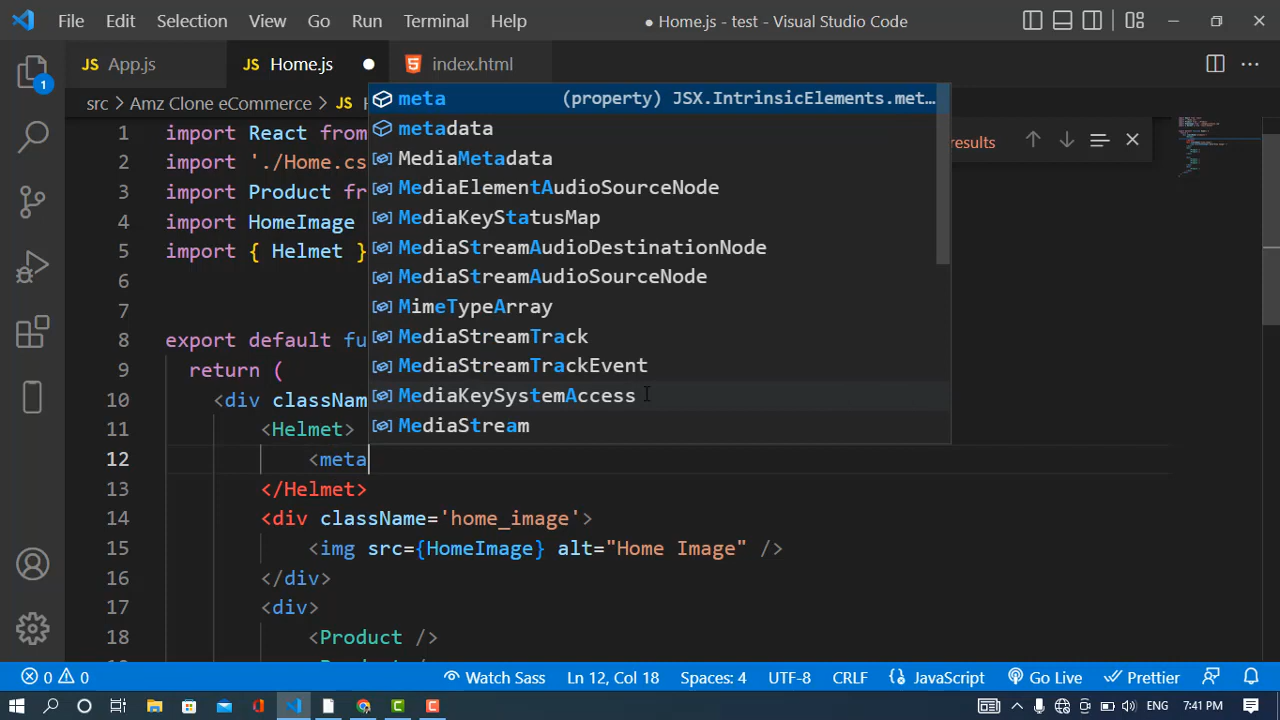 File Edit Selection View Go Run Terminal Help ● Home.js - test - Visual Studio Code
JS App.js JS Home.js ● index.html
src > Amz Clone eCommerce > JS
1 import React from
2 import './Home.cs
3 import Product fr
4 import HomeImage
5 import { Helmet }
6
7
8 export default fu
9 return (
10 <div classNam
11 <Helmet>
12 <meta
13 </Helmet>
14 <div className='home_image'>
15 <img src={HomeImage} alt="Home Image" />
16 </div>
17 <div>
18 <Product />
meta (property) JSX.IntrinsicElements.met…
metadata
MediaMetadata
MediaElementAudioSourceNode
MediaKeyStatusMap
MediaStreamAudioDestinationNode
MediaStreamAudioSourceNode
MimeTypeArray
MediaStreamTrack
MediaStreamTrackEvent
MediaKeySystemAccess
MediaStream
results
1
0 0 Watch Sass Ln 12, Col 18 Spaces: 4 UTF-8 CRLF JavaScript Go Live Prettier
ENG 7:41 PM